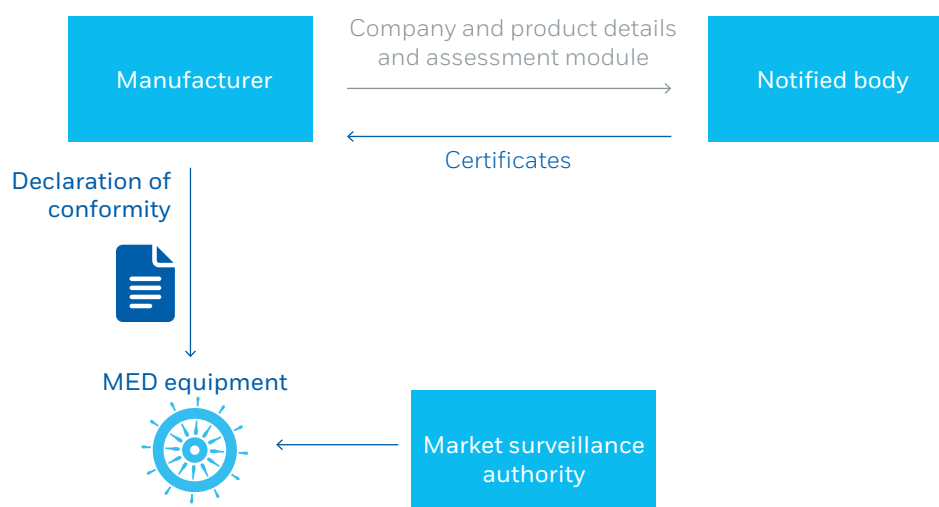 Company and product details
and assessment module
Manufacturer
Notified body
Certificates
Declaration of
conformity
MED equipment
Market surveillance
authority